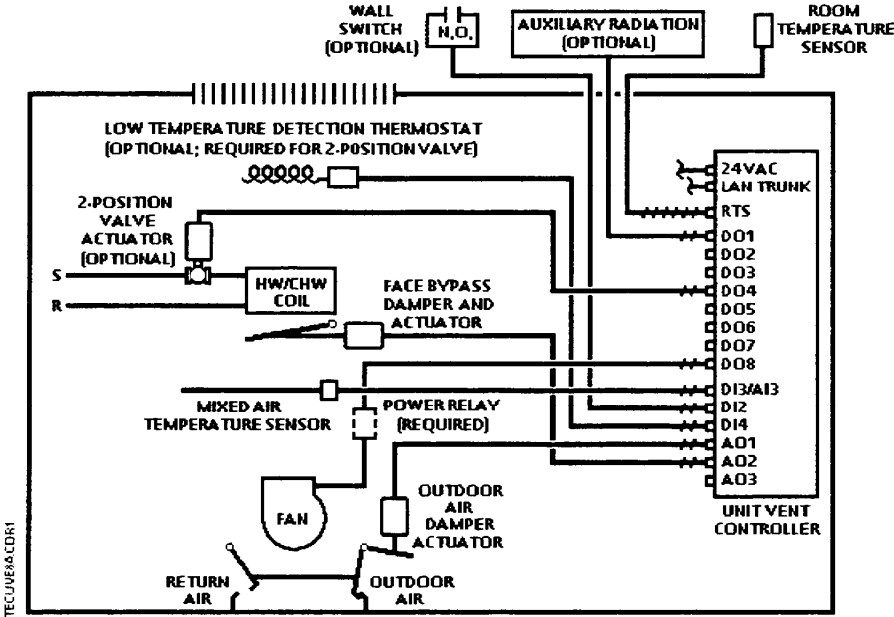 WALL
SWITCH
(OPTIONAL)
N.O.
AUXILIARY RADIATION
(OPTIONAL)
ROOM
TEMPERATURE
SENSOR
LOW TEMPERATURE DETECTION THERMOSTAT
(OPTIONAL; REQUIRED FOR 2-POSITION VALVE)
2-POSITION
VALVE
ACTUATOR
(OPTIONAL)
S
R
HW/CHW
COIL
FACE BYPASS
DAMPER AND
ACTUATOR
MIXED AIR
TEMPERATURE SENSOR
POWER RELAY
(REQUIRED)
FAN
OUTDOOR
AIR
DAMPER
ACTUATOR
RETURN
AIR
OUTDOOR
AIR
24VAC
LAN TRUNK
RTS
DO1
DO2
DO3
DO4
DO5
DO6
DO7
DO8
DI3/AI3
DI2
DI4
AO1
AO2
AO3
UNIT VENT
CONTROLLER